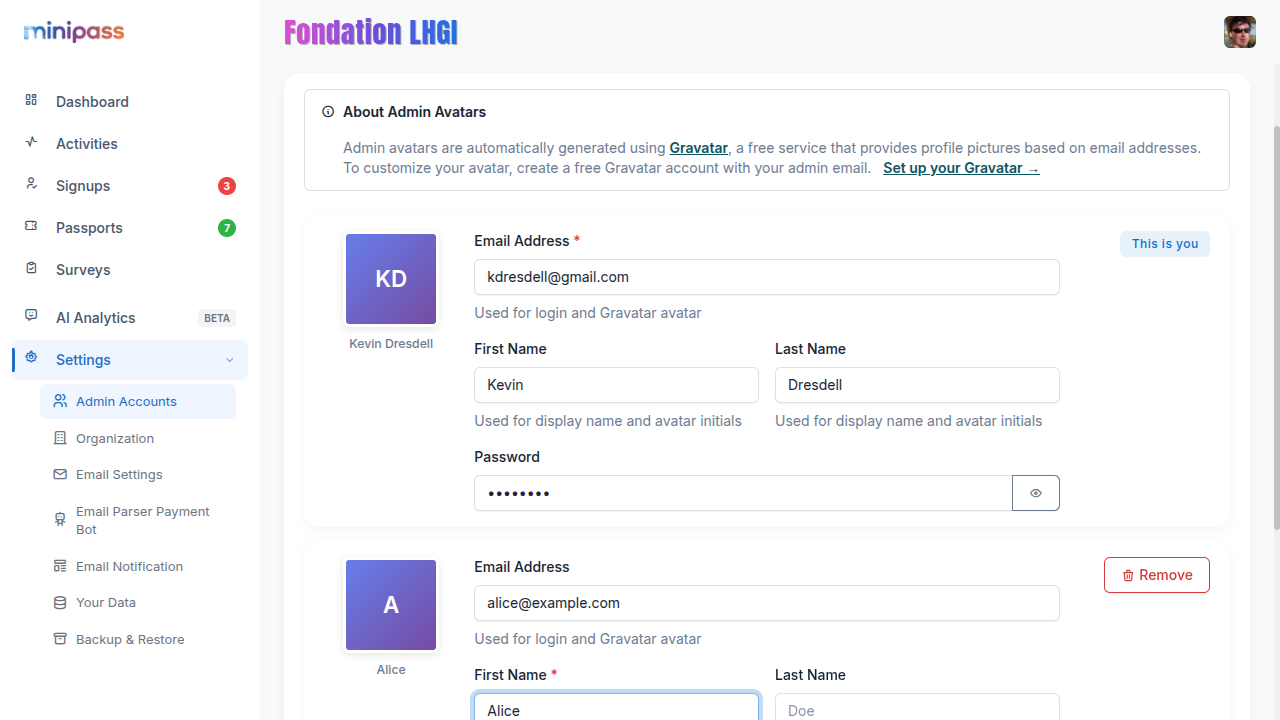 minipass
Fondation LHGI
Dashboard
Activities
Signups 3
Passports 7
Surveys
AI Analytics BETA
Settings
Admin Accounts
Organization
Email Settings
Email Parser Payment
Bot
Email Notification
Your Data
Backup & Restore
About Admin Avatars
Admin avatars are automatically generated using Gravatar, a free service that provides profile pictures based on email addresses.
To customize your avatar, create a free Gravatar account with your admin email. Set up your Gravatar →
KD
Kevin Dresdell
Email Address *
This is you
kdresdell@gmail.com
Used for login and Gravatar avatar
First Name Last Name
Kevin Dresdell
Used for display name and avatar initials Used for display name and avatar initials
Password
••••••••
A
Alice
Email Address
Remove
alice@example.com
Used for login and Gravatar avatar
First Name * Last Name
Alice Doe